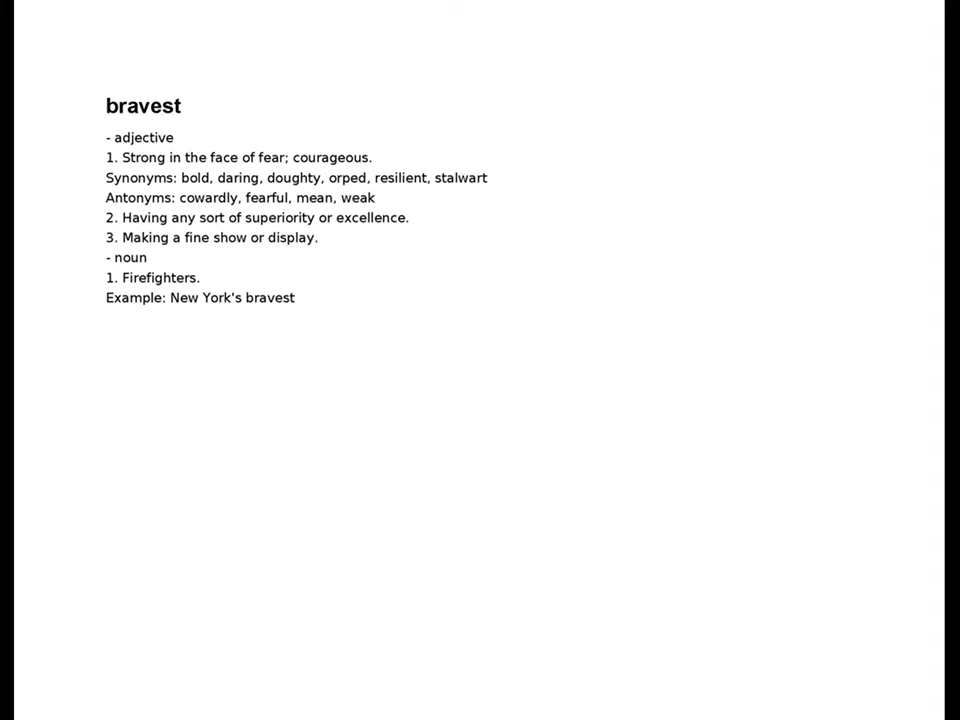 bravest
- adjective
1. Strong in the face of fear; courageous.
Synonyms: bold, daring, doughty, orped, resilient, stalwart
Antonyms: cowardly, fearful, mean, weak
2. Having any sort of superiority or excellence.
3. Making a fine show or display.
- noun
1. Firefighters.
Example: New York's bravest